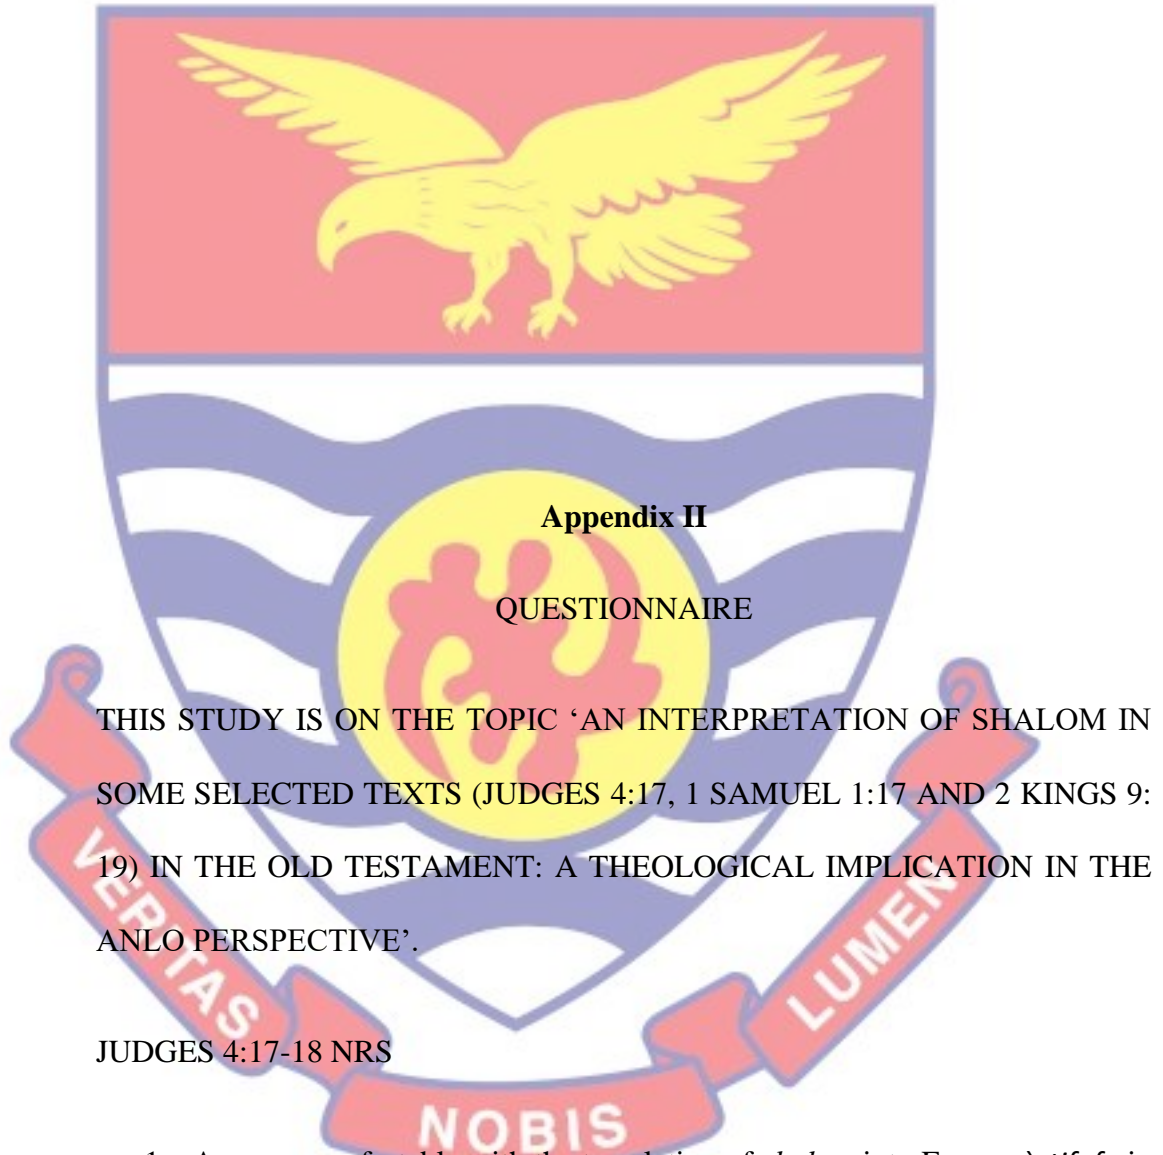 Appendix II
QUESTIONNAIRE
THIS STUDY IS ON THE TOPIC ‘AN INTERPRETATION OF SHALOM IN
SOME SELECTED TEXTS (JUDGES 4:17, 1 SAMUEL 1:17 AND 2 KINGS 9:
19) IN THE OLD TESTAMENT: A THEOLOGICAL IMPLICATION IN THE
ANLO PERSPECTIVE’.
JUDGES 4:17-18 NRS
VERITAS
NOBIS
LUMEN